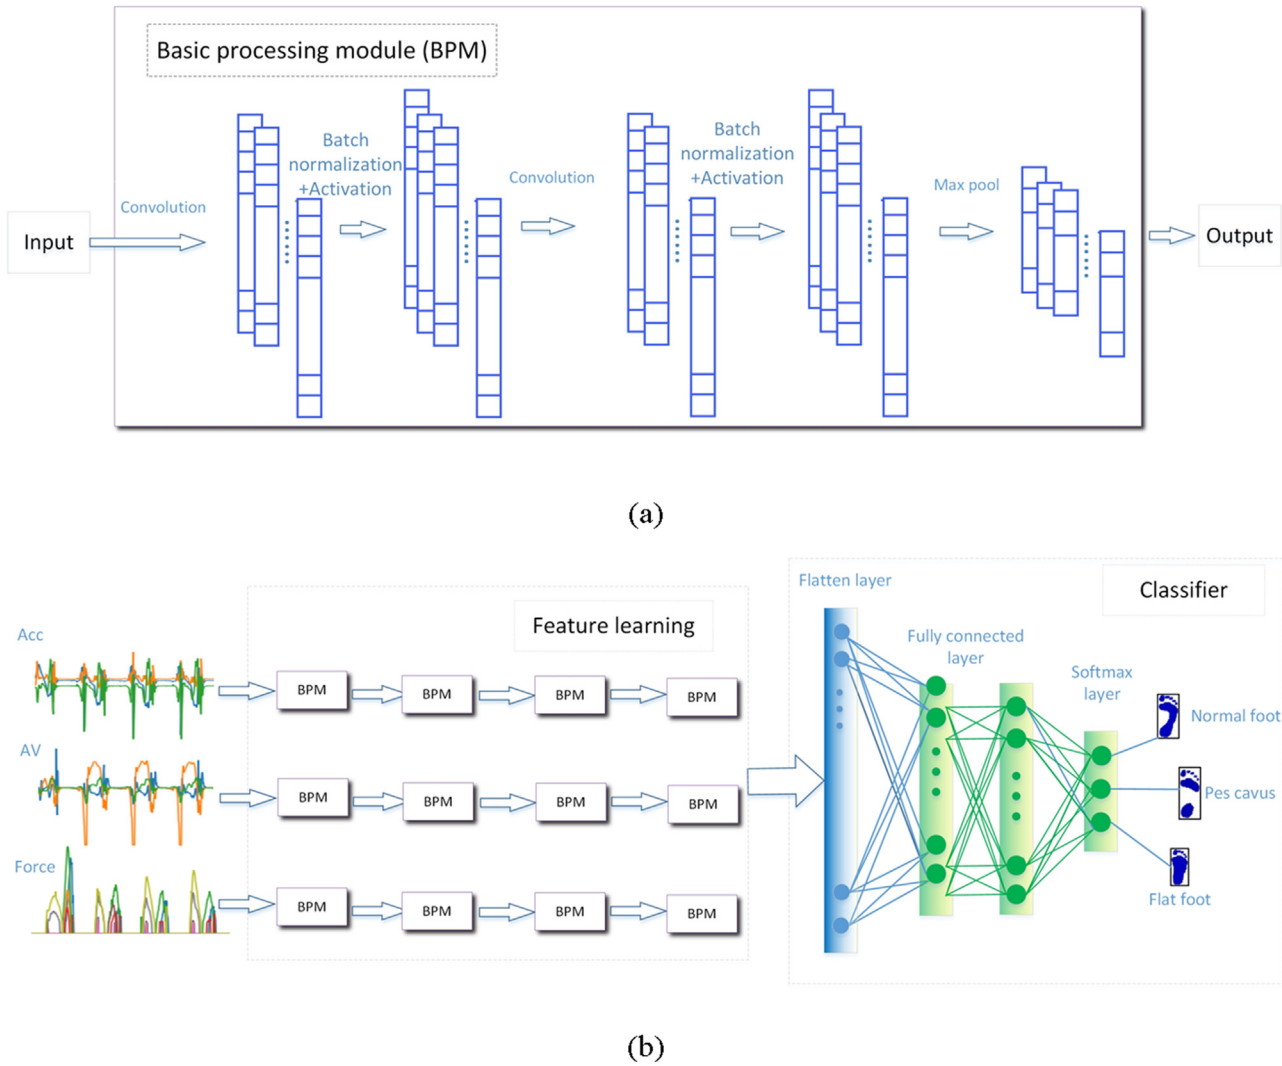 Basic processing module (BPM)
Batch
normalization
+Activation
Batch
normalization
+Activation
Convolution
Convolution
Max pool
Input
Output
(a)
Flatten layer
Classifier
Feature learning
Fully connected
layer
Softmax
layer
Acc
BPM
BPM
BPM
BPM
Normal foot
AV
BPM
BPM
BPM
BPM
Pes cavus
Force
BPM
BPM
BPM
BPM
Flat foot
(b)